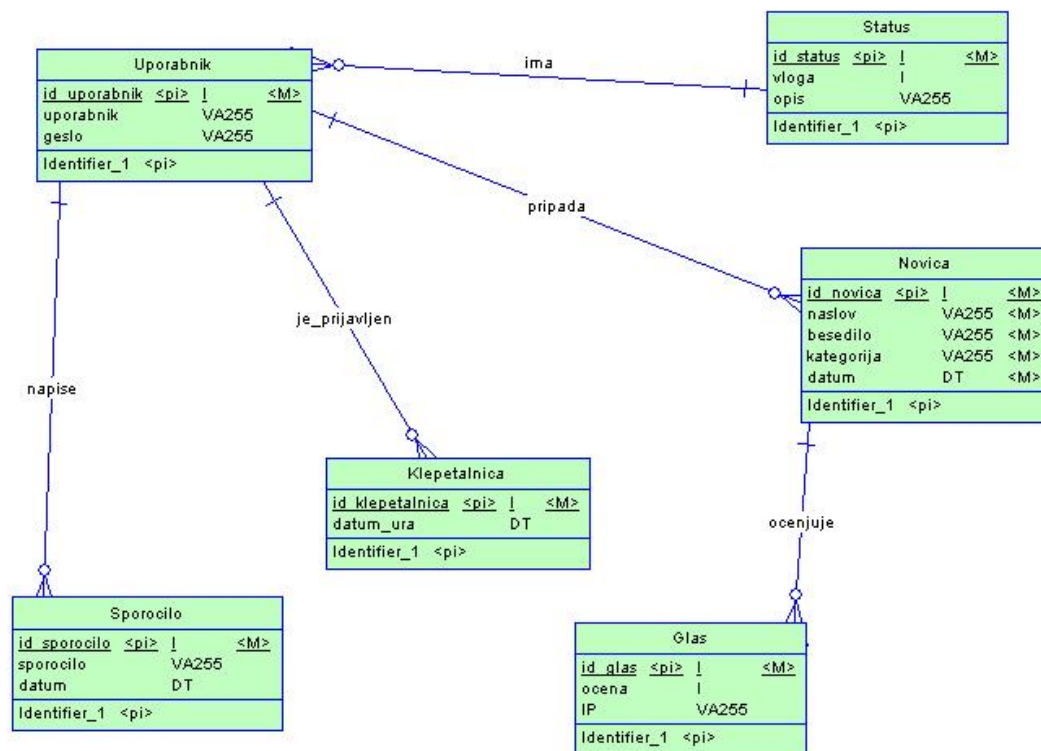 Status
id_status <pi> I <M>
vloga I
opis VA255
Identifier_1 <pi>
ima
Uporabnik
id_uporabnik <pi> I <M>
uporabnik VA255
geslo VA255
Identifier_1 <pi>
pripada
Novica
id_novica <pi> I <M>
naslov VA255 <M>
besedilo VA255 <M>
kategorija VA255 <M>
datum DT <M>
Identifier_1 <pi>
je_prijavljen
napise
Klepetalnica
id_klepetalnica <pi> I <M>
datum_ura DT
Identifier_1 <pi>
ocenjuje
Sporocilo
id_sporocilo <pi> I <M>
sporocilo VA255
datum DT
Identifier_1 <pi>
Glas
id_glas <pi> I <M>
ocena I
IP VA255
Identifier_1 <pi>